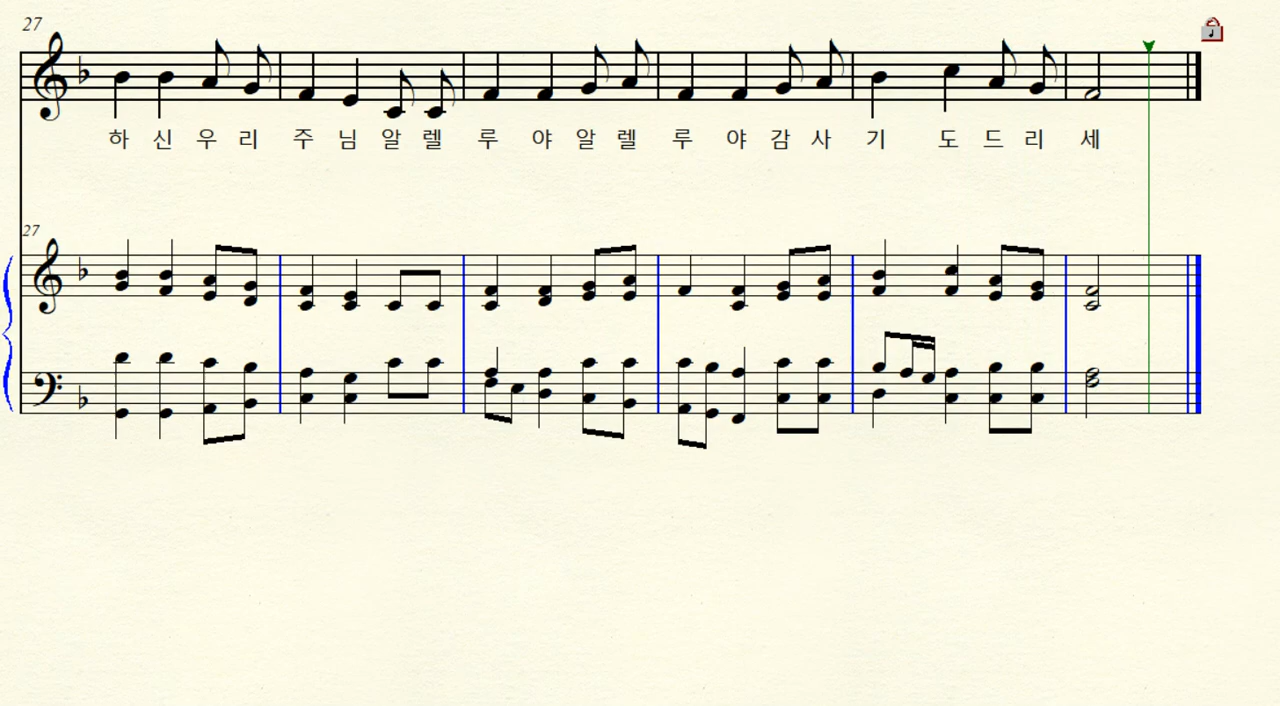 27
하 신 우 리 주 님 알 렐 루 야 알 렐 루 야 감 사 기 도 드 리 세
27